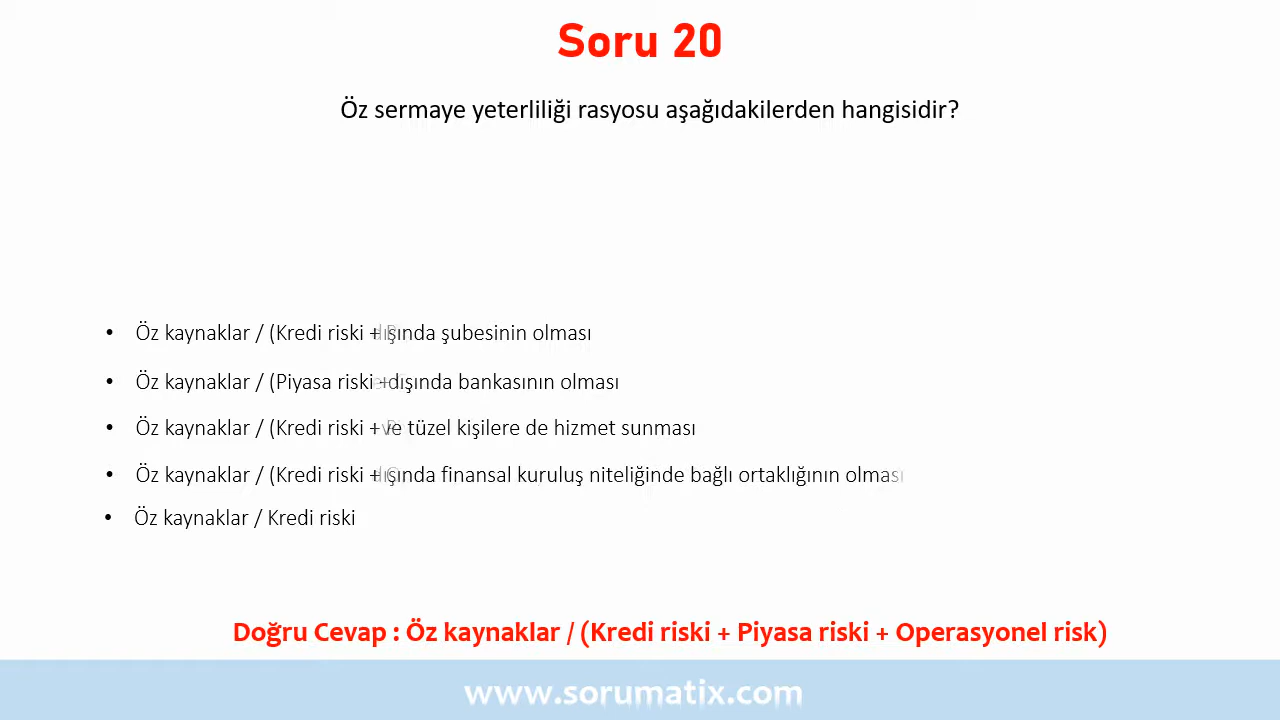 Soru 20
Öz sermaye yeterliliği rasyosu aşağıdakilerden hangisidir?
• Öz kaynaklar / (Kredi riski + dışında şubesinin olması
• Öz kaynaklar / (Piyasa riski + dışında bankasının olması
• Öz kaynaklar / (Kredi riski + ve tüzel kişilere de hizmet sunması
• Öz kaynaklar / (Kredi riski + dışında finansal kuruluş niteliğinde bağlı ortaklığının olması
• Öz kaynaklar / Kredi riski
Doğru Cevap : Öz kaynaklar / (Kredi riski + Piyasa riski + Operasyonel risk)
www.sorumatix.com